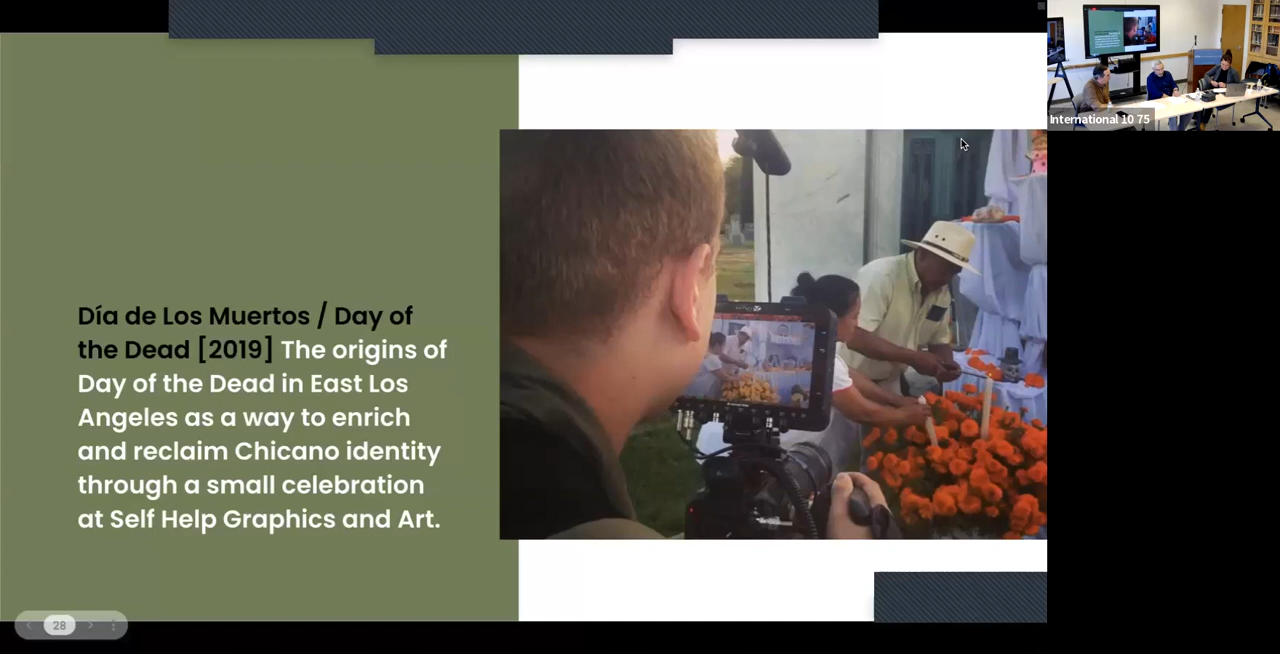 Día de Los Muertos / Day of
the Dead [2019] The origins of
Day of the Dead in East Los
Angeles as a way to enrich
and reclaim Chicano identity
through a small celebration
at Self Help Graphics and Art.
28
International 10 75